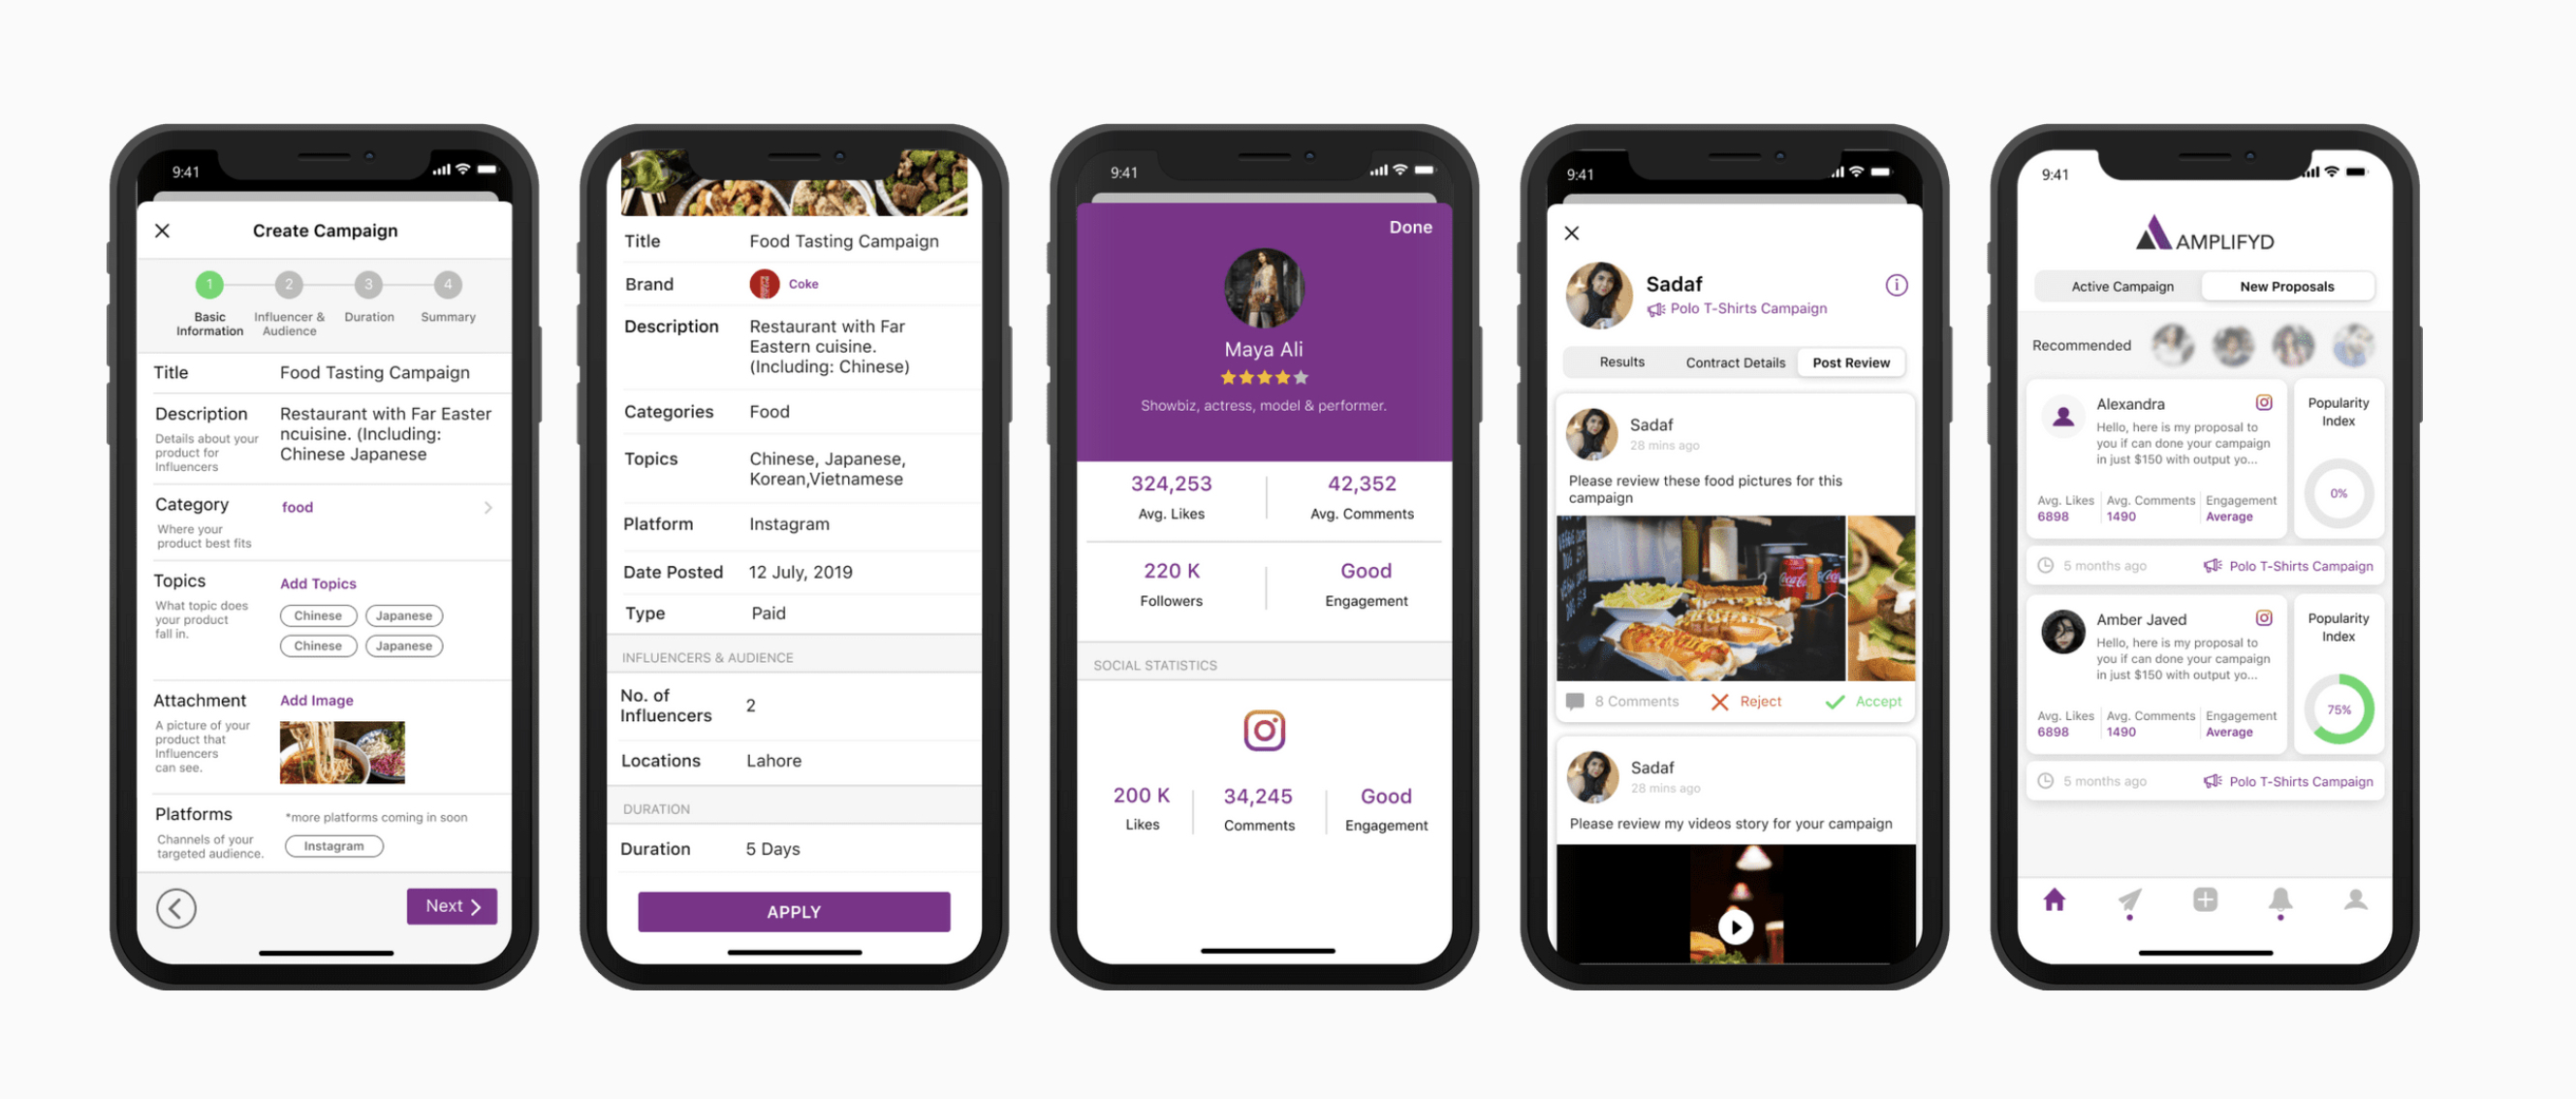 9:41
Create Campaign
1
2
3
4
Basic
Information
Influencer &
Audience
Duration
Summary
Title
Food Tasting Campaign
Description
Details about your
product for
Influencers
Restaurant with Far Easter
ncuisine. (Including:
Chinese Japanese
Category
Where your
product best fits
food
Topics
What topic does
your product
fall in.
Add Topics
Chinese
Japanese
Chinese
Japanese
Attachment
A picture of your
product that
Influencers
can see.
Add Image
Platforms
Channels of your
targeted audience.
*more platforms coming in soon
Instagram
Next
Title
Food Tasting Campaign
Brand
Coke
Description
Restaurant with Far
Eastern cuisine.
(Including: Chinese)
Categories
Food
Topics
Chinese, Japanese,
Korean,Vietnamese
Platform
Instagram
Date Posted
12 July, 2019
Type
Paid
INFLUENCERS & AUDIENCE
No. of
Influencers
2
Locations
Lahore
DURATION
Duration
5 Days
APPLY
9:41
Done
Maya Ali
Showbiz, actress, model & performer.
324,253
Avg. Likes
42,352
Avg. Comments
220 K
Followers
Good
Engagement
SOCIAL STATISTICS
200 K
Likes
34,245
Comments
Good
Engagement
9:41
Sadaf
Polo T-Shirts Campaign
Results
Contract Details
Post Review
Sadaf
28 mins ago
Please review these food pictures for this
campaign
Coca-Cola
8 Comments
Reject
Accept
Sadaf
28 mins ago
Please review my videos story for your campaign
9:41
AMPLIFYD
Active Campaign
New Proposals
Recommended
Alexandra
Hello, here is my proposal to
you if can done your campaign
in just $150 with output yo...
Avg. Likes
6898
Avg. Comments
1490
Engagement
Average
Popularity
Index
0%
5 months ago
Polo T-Shirts Campaign
Amber Javed
Hello, here is my proposal to
you if can done your campaign
in just $150 with output yo...
Avg. Likes
6898
Avg. Comments
1490
Engagement
Average
Popularity
Index
75%
5 months ago
Polo T-Shirts Campaign